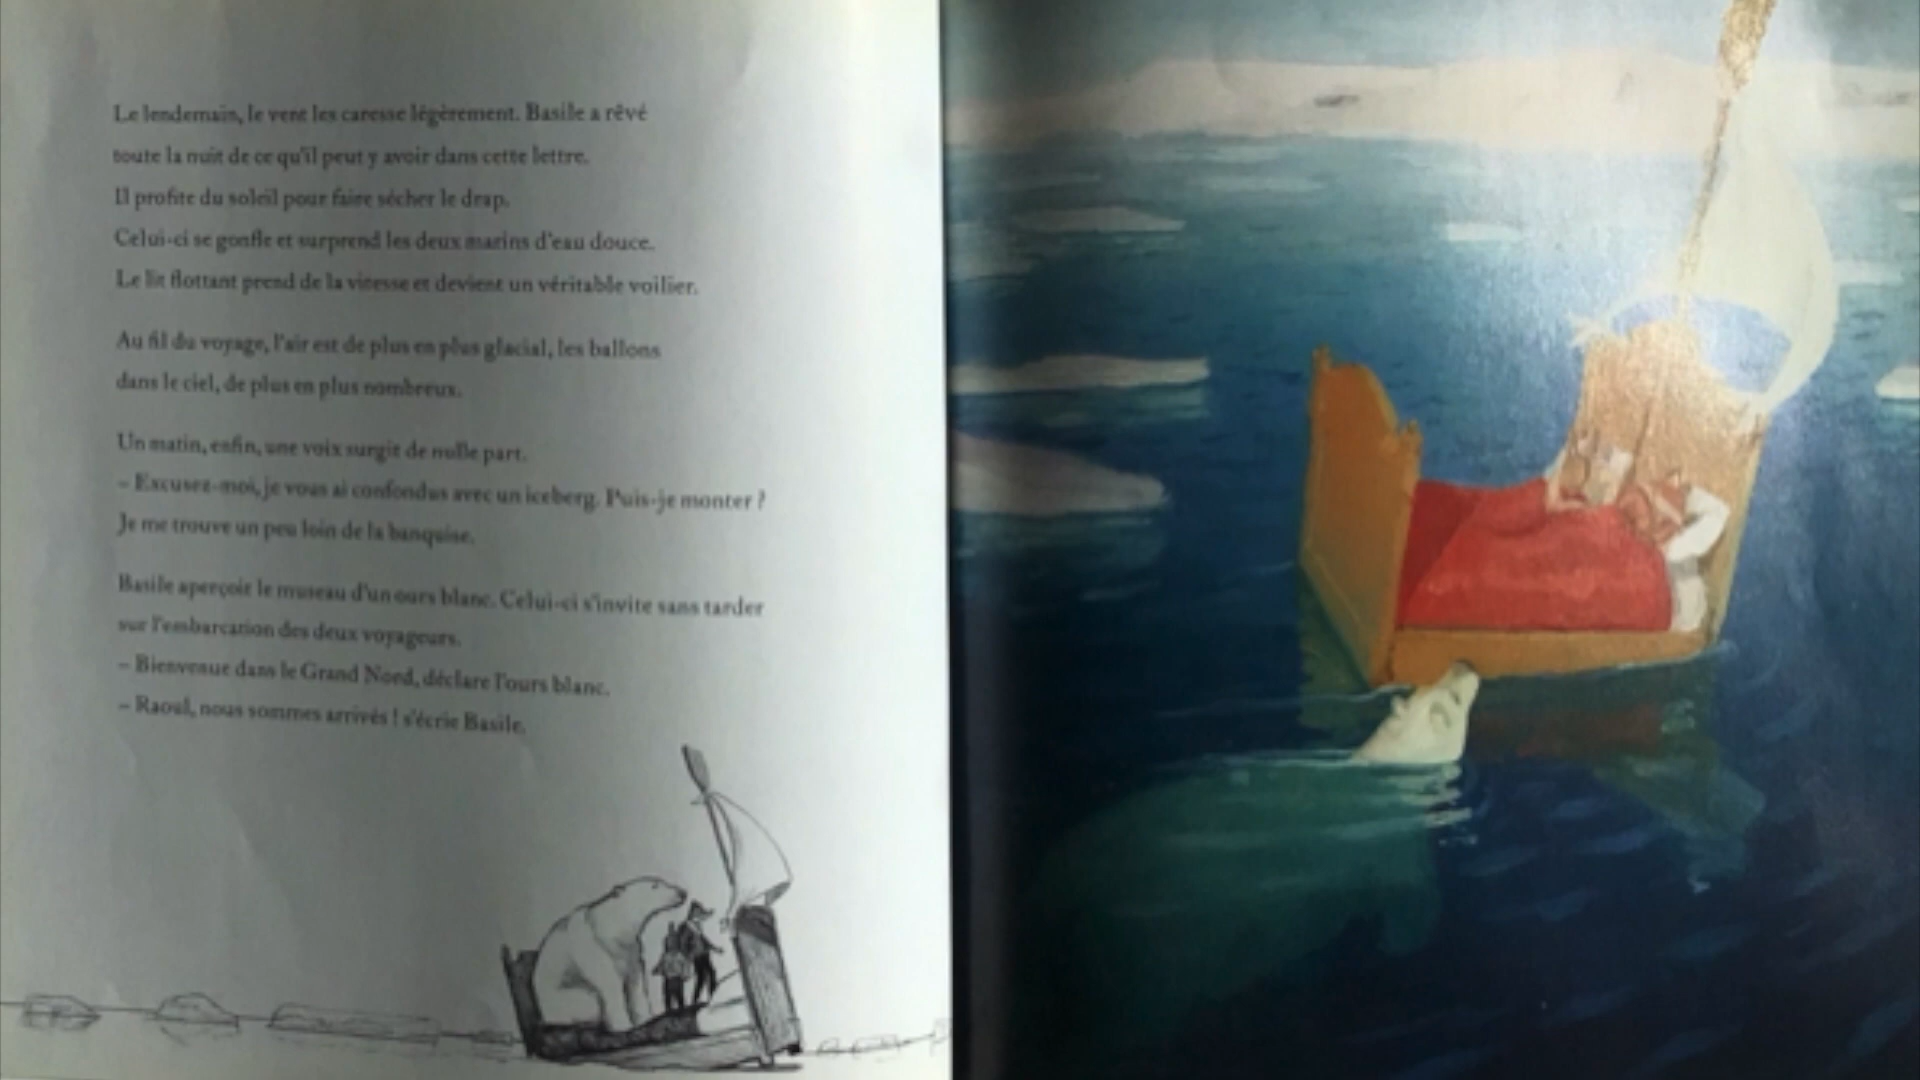 Le lendemain, le vent les caresse légèrement. Basile a rêvé
toute la nuit de ce qu'il peut y avoir dans cette lettre.
Il profite du soleil pour faire sécher le drap.
Celui-ci se gonfle et surprend les deux marins d'eau douce.
Le lit flottant prend de la vitesse et devient un véritable voilier.
Au fil du voyage, l'air est de plus en plus glacial, les ballons
dans le ciel, de plus en plus nombreux.
Un matin, enfin, une voix surgit de nulle part.
– Excusez-moi, je vous ai confondus avec un iceberg. Puis-je monter ?
Je me trouve un peu loin de la banquise.
Basile aperçoit le museau d'un ours blanc. Celui-ci s'invite sans tarder
sur l'embarcation des deux voyageurs.
– Bienvenue dans le Grand Nord, déclare l'ours blanc.
– Raoul, nous sommes arrivés ! s'écrie Basile.